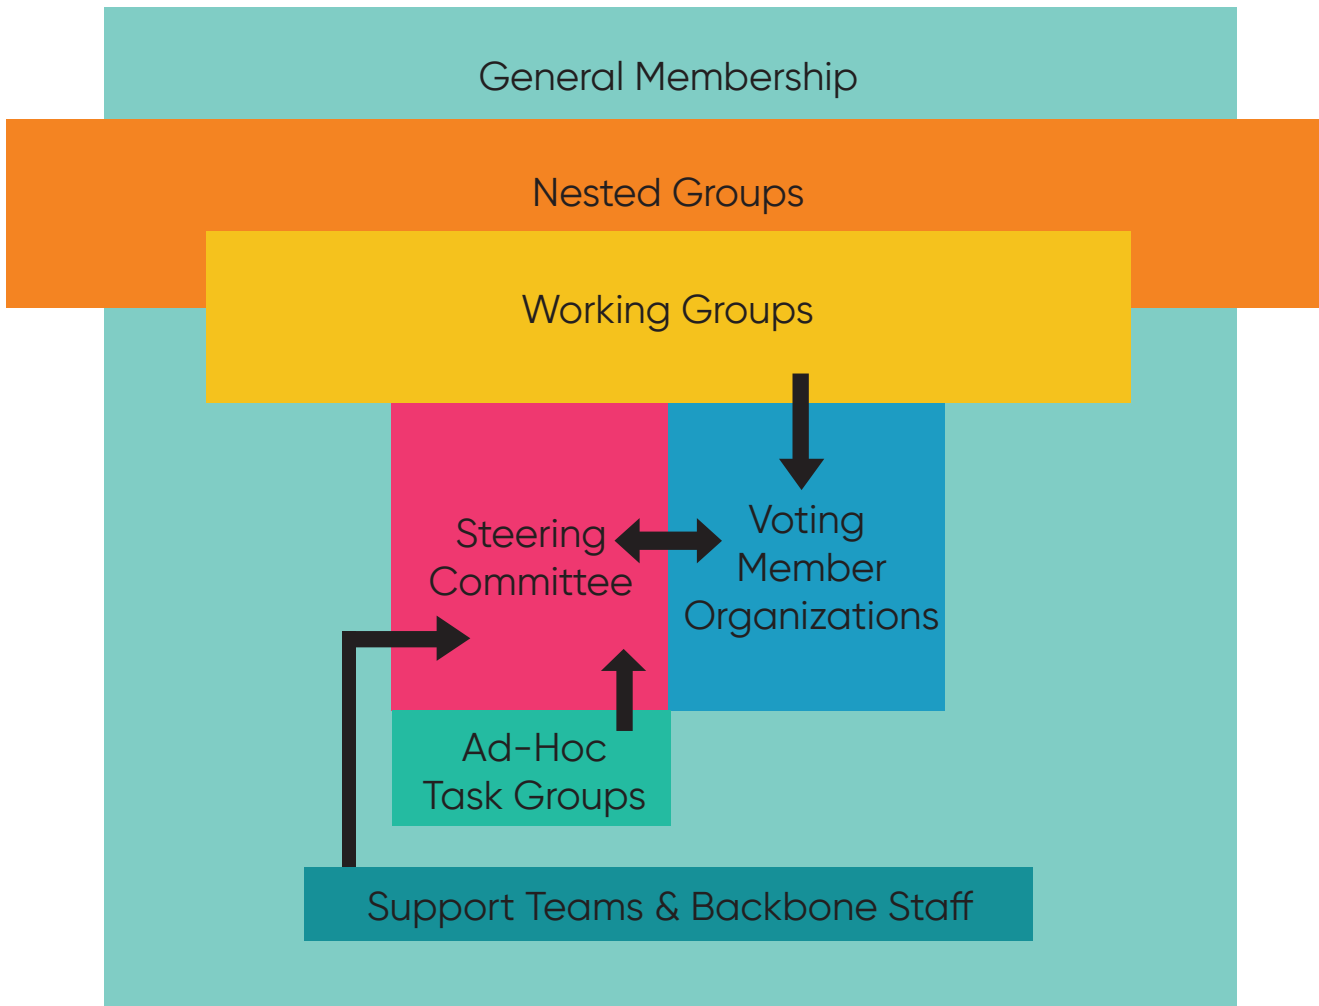 General Membership
Nested Groups
Working Groups
Steering
Committee
Voting
Member
Organizations
Ad-Hoc
Task Groups
Support Teams & Backbone Staff